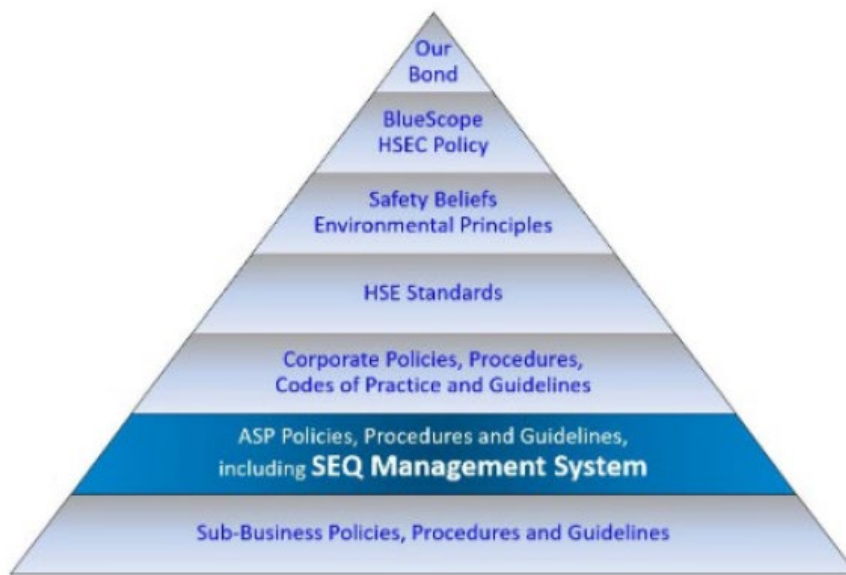 Our
Bond
BlueScope
HSEC Policy
Safety Beliefs
Environmental Principles
HSE Standards
Corporate Policies, Procedures,
Codes of Practice and Guidelines
ASP Policies, Procedures and Guidelines,
including SEQ Management System
Sub-Business Policies, Procedures and Guidelines